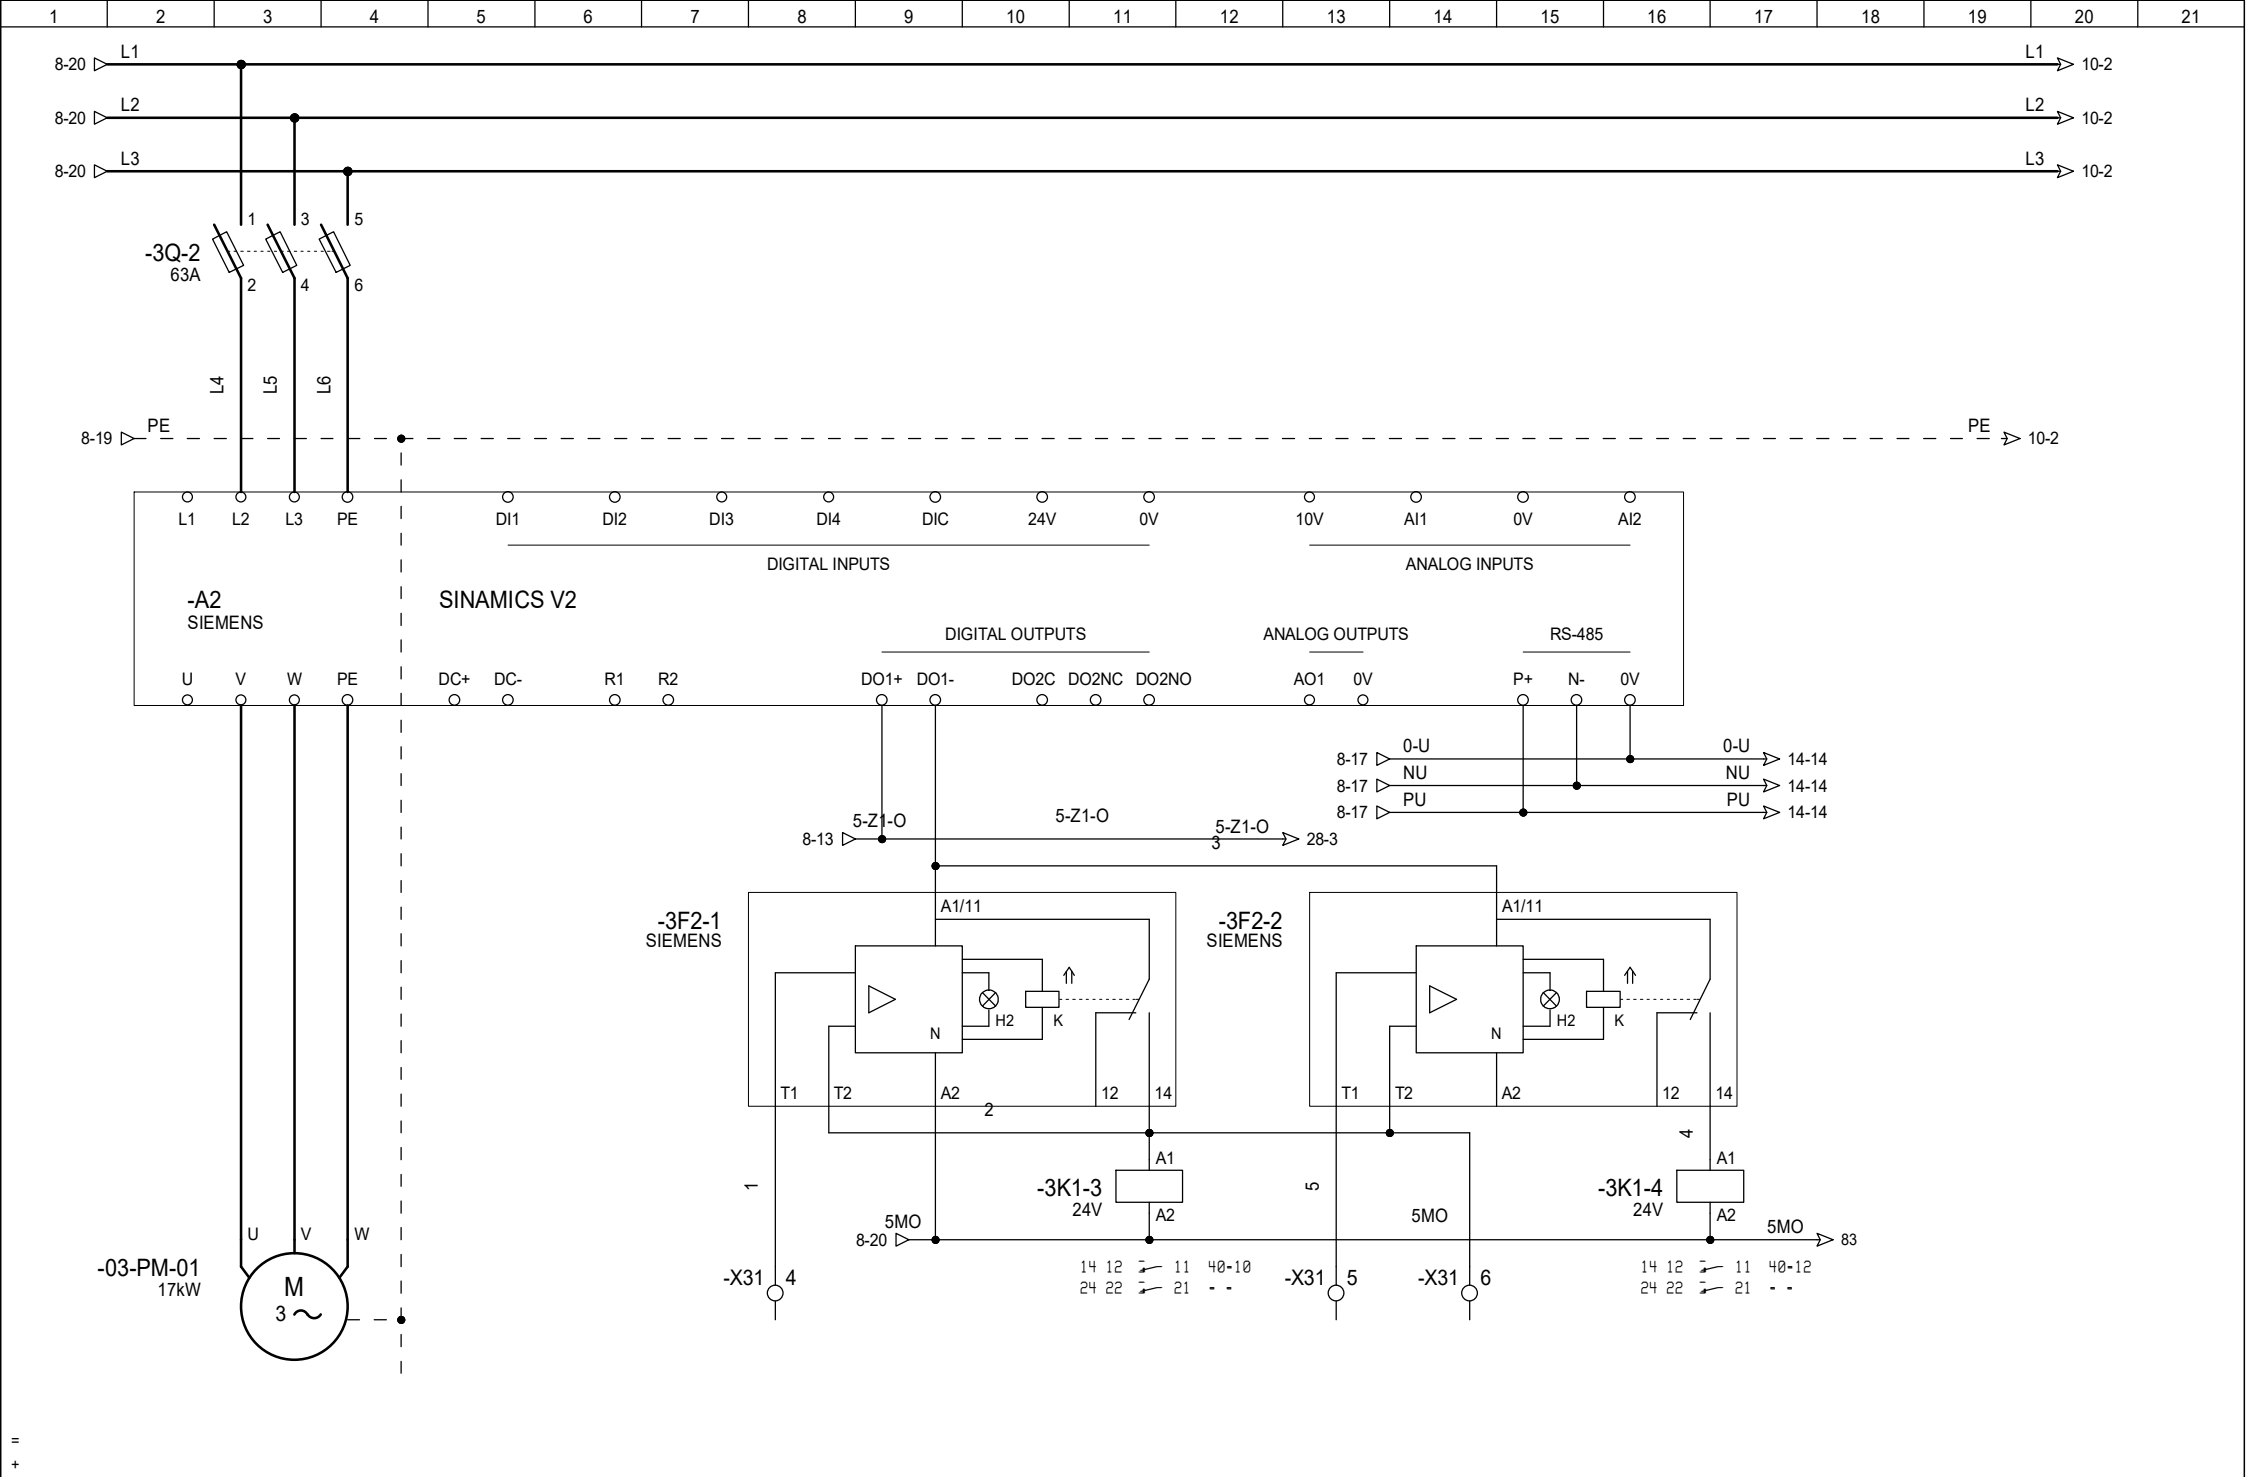 1 2 3 4 5 6 7 8 9 10 11 12 13 14 15 16 17 18 19 20 21
8-20 L1 L1 10-2
8-20 L2 L2 10-2
8-20 L3 L3 10-2
1 3 5
-3Q-2
63A
2 4 6
L4 L5 L6
8-19 PE PE 10-2
L1 L2 L3 PE DI1 DI2 DI3 DI4 DIC 24V 0V 10V AI1 0V AI2
DIGITAL INPUTS ANALOG INPUTS
-A2 SINAMICS V2
SIEMENS
DIGITAL OUTPUTS ANALOG OUTPUTS RS-485
U V W PE DC+ DC- R1 R2 DO1+ DO1- DO2C DO2NC DO2NO AO1 0V P+ N- 0V
8-17 0-U 0-U 14-14
8-17 NU NU 14-14
8-17 PU PU 14-14
5-Z1-O 5-Z1-O 5-Z1-O
8-13 3 28-3
A1/11 A1/11
-3F2-1 -3F2-2
SIEMENS SIEMENS
H2 K H2 K
N N
T1 T2 A2 12 14 T1 T2 A2 12 14
2
4
A1 A1
1 -3K1-3 5 -3K1-4
24V 24V
A2 A2
5MO 5MO 5MO
8-20 83
U V W
-03-PM-01
17kW
M
3
-X31 4 -X31 5 -X31 6
14 12 11 40-10
24 22 21 - -
14 12 11 40-12
24 22 21 - -
=
+